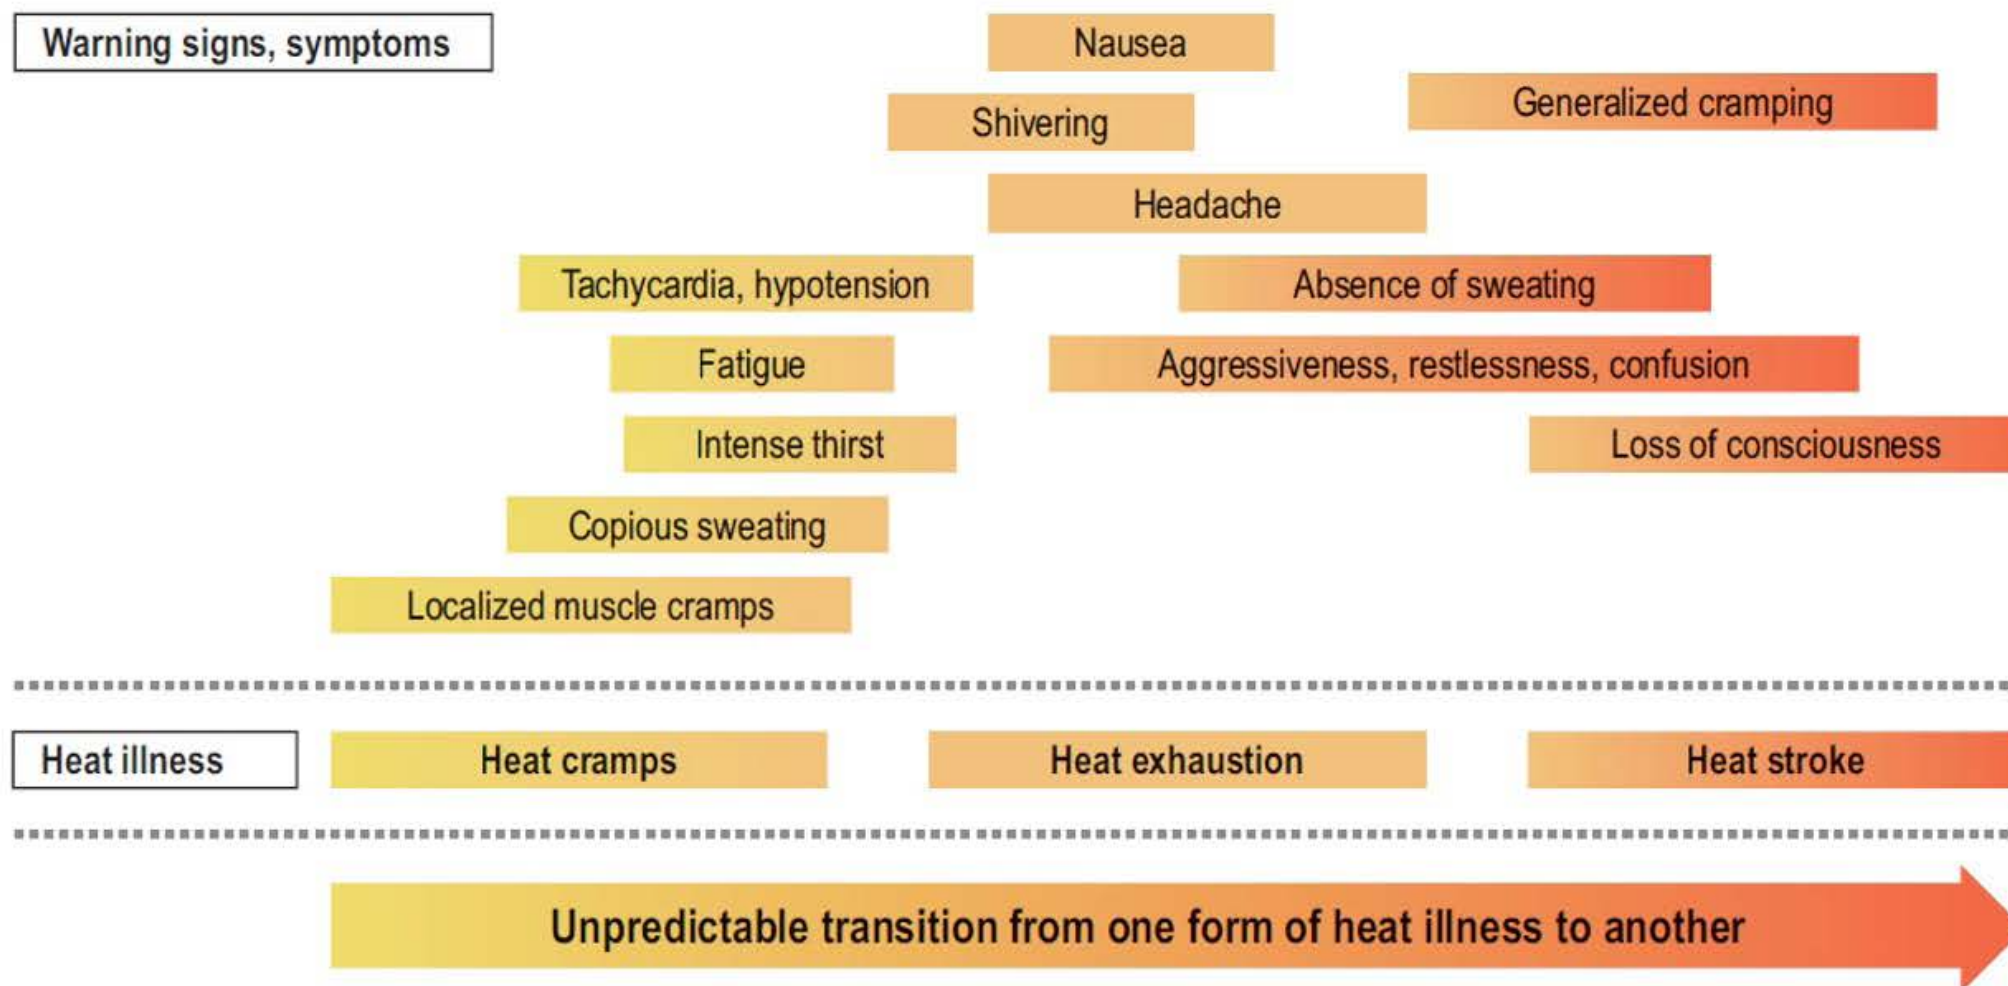 Warning signs, symptoms
Nausea
Generalized cramping
Shivering
Headache
Tachycardia, hypotension
Absence of sweating
Fatigue
Aggressiveness, restlessness, confusion
Intense thirst
Loss of consciousness
Copious sweating
Localized muscle cramps
Heat illness
Heat cramps
Heat exhaustion
Heat stroke
Unpredictable transition from one form of heat illness to another